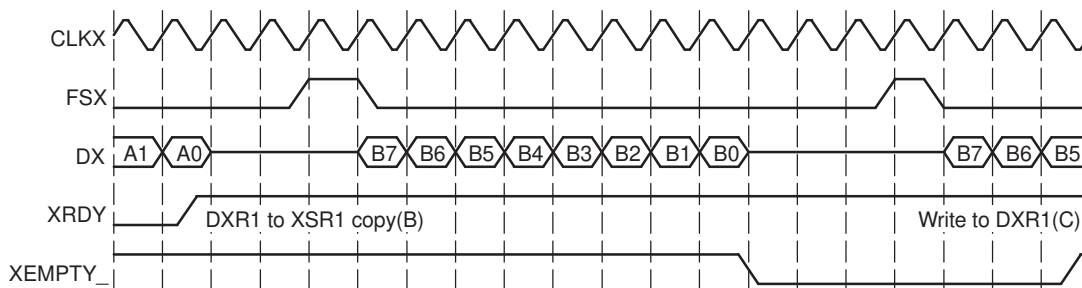 CLKX
FSX
DX A1 A0 B7 B6 B5 B4 B3 B2 B1 B0 B7 B6 B5
XRDY DXR1 to XSR1 copy(B) Write to DXR1(C)
XEMPTY_